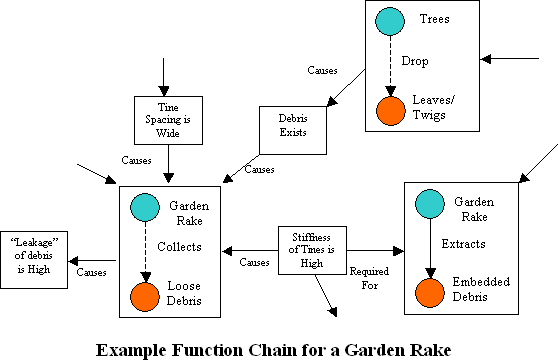 Trees
Causes
Drop
Leaves/
Twigs
Tine
Spacing is
Wide
Debris
Exists
Causes
Causes
Garden
Rake
Collects
Loose
Debris
"Leakage"
of debris
is High
Causes
Stiffness
of Tines is
High
Causes
Required
For
Garden
Rake
Extracts
Embedded
Debris
Example Function Chain for a Garden Rake